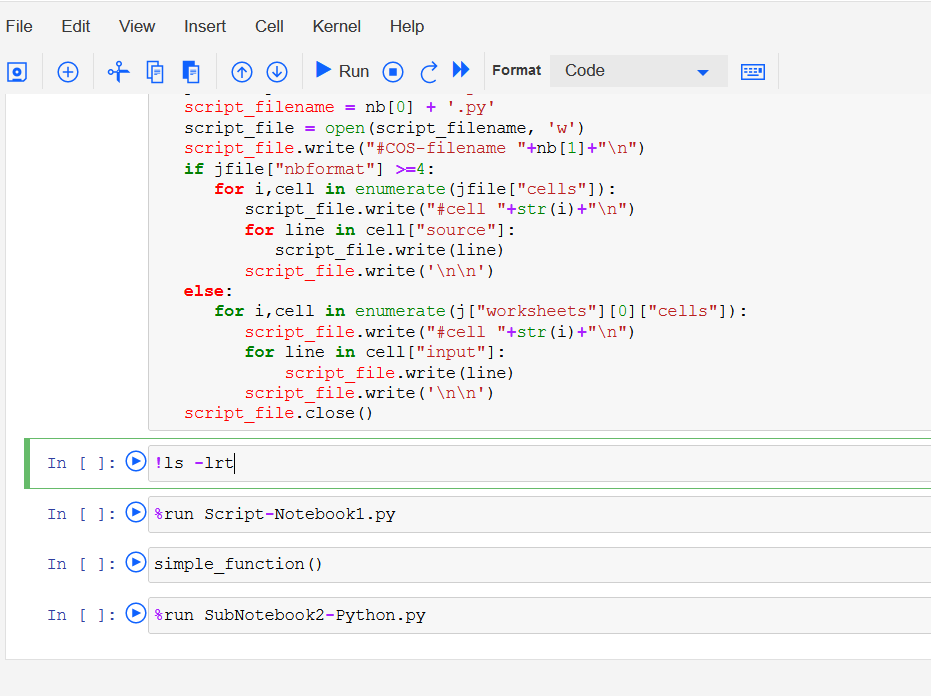 File Edit View Insert Cell Kernel Help
Run Format Code
script_filename = nb[0] + '.py'
script_file = open(script_filename, 'w')
script_file.write("#COS-filename "+nb[1]+"\n")
if jfile["nbformat"] >=4:
   for i,cell in enumerate(jfile["cells"]):
      script_file.write("#cell "+str(i)+"\n")
      for line in cell["source"]:
         script_file.write(line)
      script_file.write('\n\n')
else:
   for i,cell in enumerate(j["worksheets"][0]["cells"]):
      script_file.write("#cell "+str(i)+"\n")
      for line in cell["input"]:
          script_file.write(line)
      script_file.write('\n\n')
script_file.close()
In [ ]: !ls -lrt
In [ ]: %run Script-Notebook1.py
In [ ]: simple_function()
In [ ]: %run SubNotebook2-Python.py